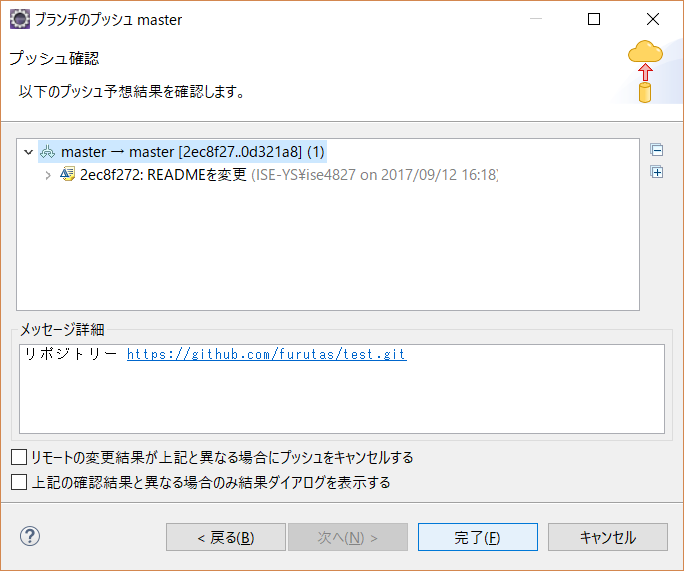 ブランチのプッシュ master
プッシュ確認
以下のプッシュ予想結果を確認します。
master → master [2ec8f27..0d321a8] (1)
2ec8f272: READMEを変更 (ISE-YS¥ise4827 on 2017/09/12 16:18)
メッセージ詳細
リポジトリー https://github.com/furutas/test.git
リモートの変更結果が上記と異なる場合にプッシュをキャンセルする
上記の確認結果と異なる場合のみ結果ダイアログを表示する
< 戻る(B)
次へ(N) >
完了(F)
キャンセル